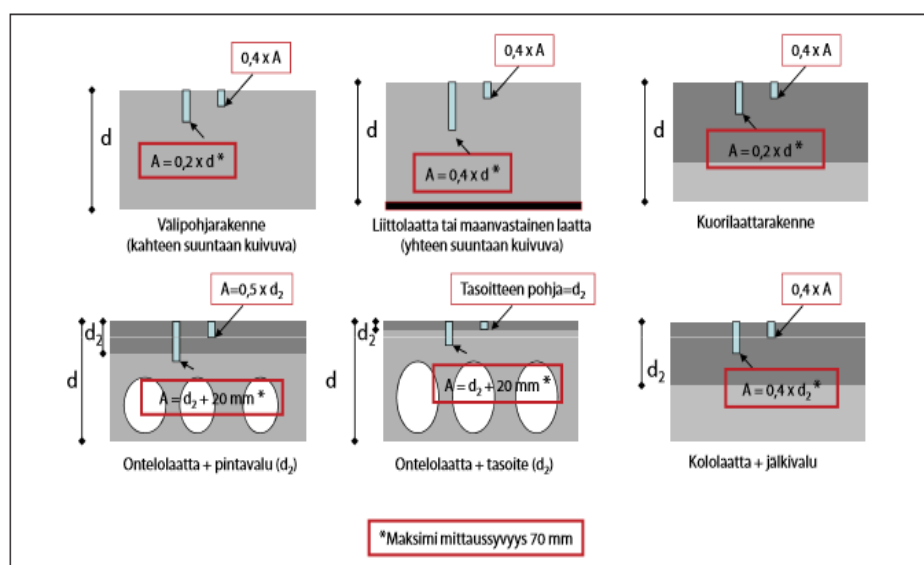 0,4 x A
d
A = 0,2 x d *
Välipohjarakenne
(kahteen suuntaan kuivuva)
0,4 x A
d
A = 0,4 x d *
Liittolaatta tai maanvastainen laatta
(yhteen suuntaan kuivuva)
0,4 x A
d
A = 0,2 x d *
Kuorilaattarakenne
A=0,5 x d₂
d₂
d
A = d₂ + 20 mm *
Ontelolaatta + pintavalu (d₂)
Tasoitteen pohja=d₂
d₂
d
A = d₂ + 20 mm *
Ontelolaatta + tasoite (d₂)
0,4 x A
d₂
A = 0,4 x d₂ *
Kololaatta + jälkivalu
*Maksimi mittaussyvyys 70 mm